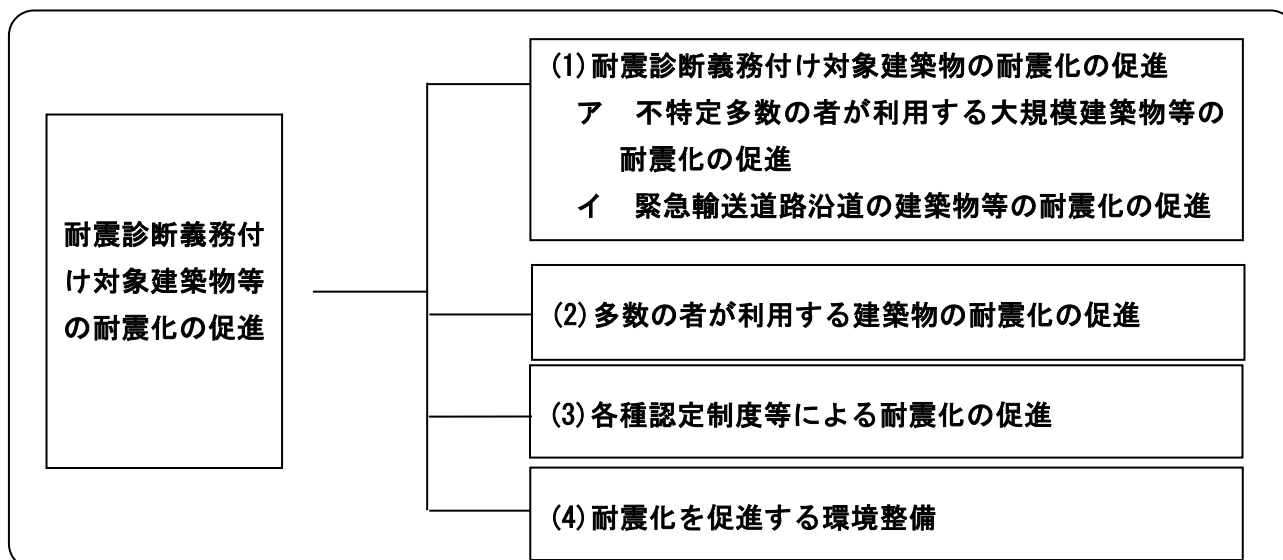 耐震診断義務付
け対象建築物等
の耐震化の促進
(1)耐震診断義務付け対象建築物の耐震化の促進
ア　不特定多数の者が利用する大規模建築物等の
耐震化の促進
イ　緊急輸送道路沿道の建築物等の耐震化の促進
(2)多数の者が利用する建築物の耐震化の促進
(3)各種認定制度等による耐震化の促進
(4)耐震化を促進する環境整備